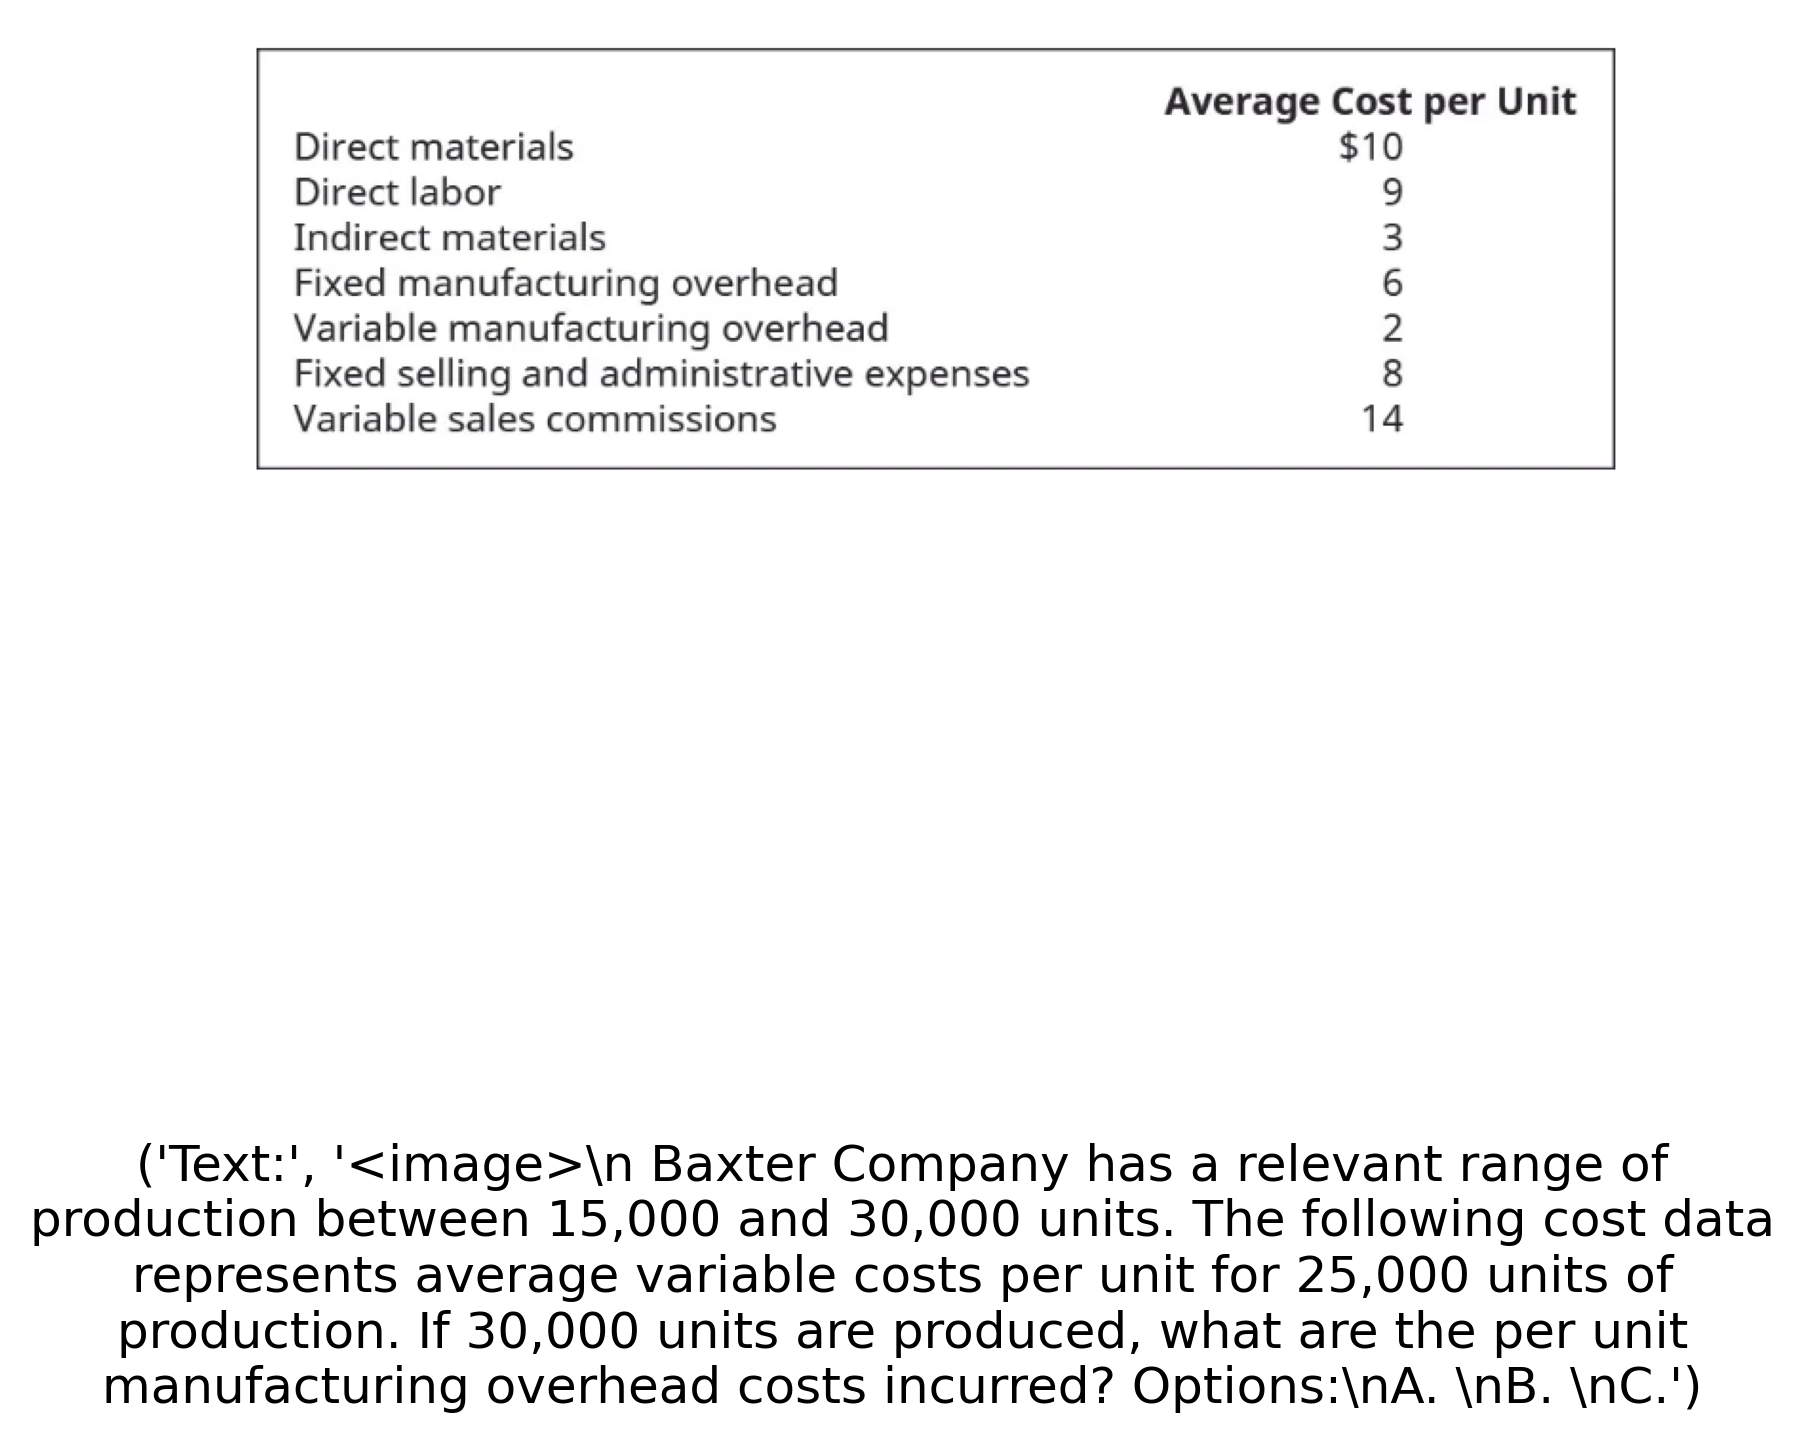 Average Cost per Unit
Direct materials $10
Direct labor 9
Indirect materials 3
Fixed manufacturing overhead 6
Variable manufacturing overhead 2
Fixed selling and administrative expenses 8
Variable sales commissions 14
('Text:', '<image>\n Baxter Company has a relevant range of
production between 15,000 and 30,000 units. The following cost data
represents average variable costs per unit for 25,000 units of
production. If 30,000 units are produced, what are the per unit
manufacturing overhead costs incurred? Options:\nA. \nB. \nC.')